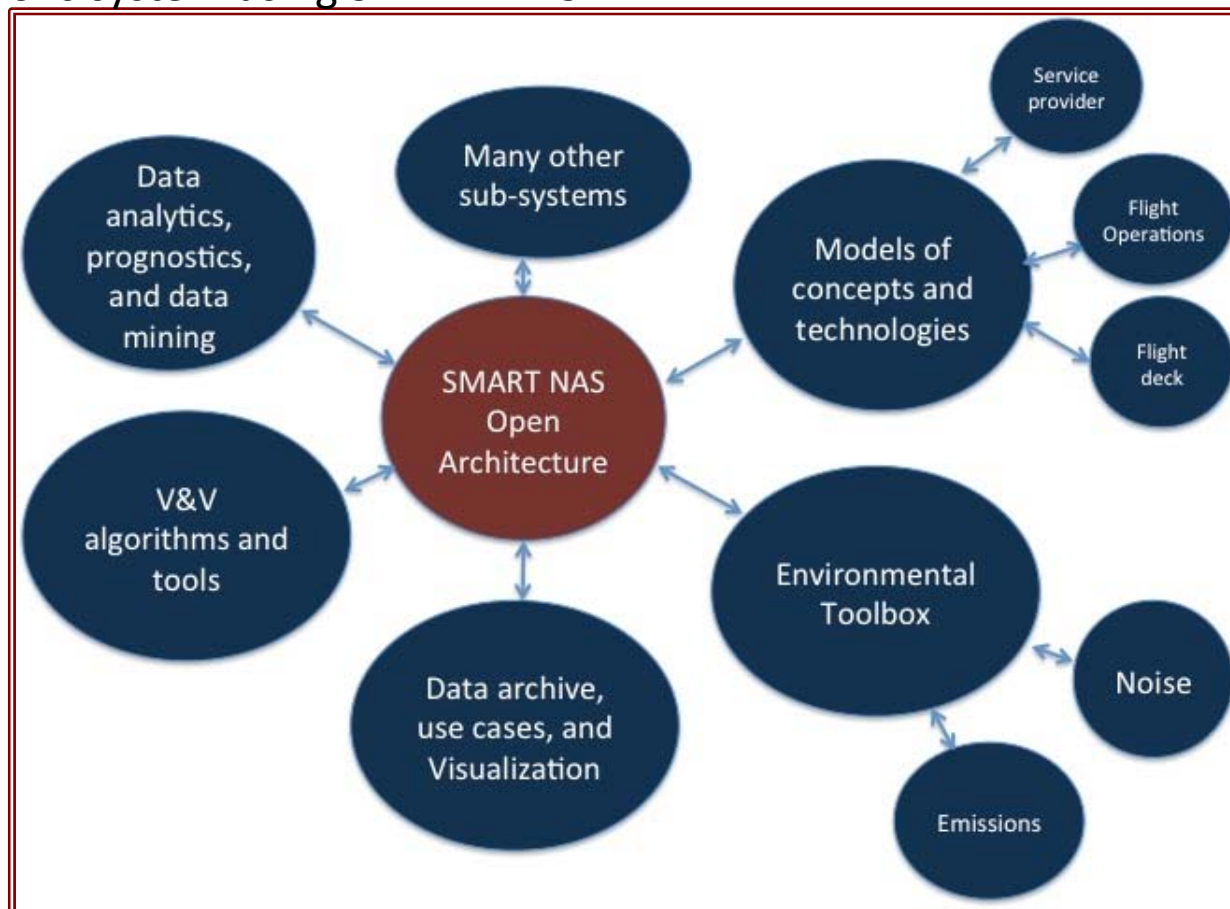 Service
provider
Many other
sub-systems
Data
analytics,
prognostics,
and data
mining
Flight
Operations
Models of
concepts and
technologies
Flight
deck
SMART NAS
Open
Architecture
V&V
algorithms and
tools
Environmental
Toolbox
Noise
Data archive,
use cases, and
Visualization
Emissions